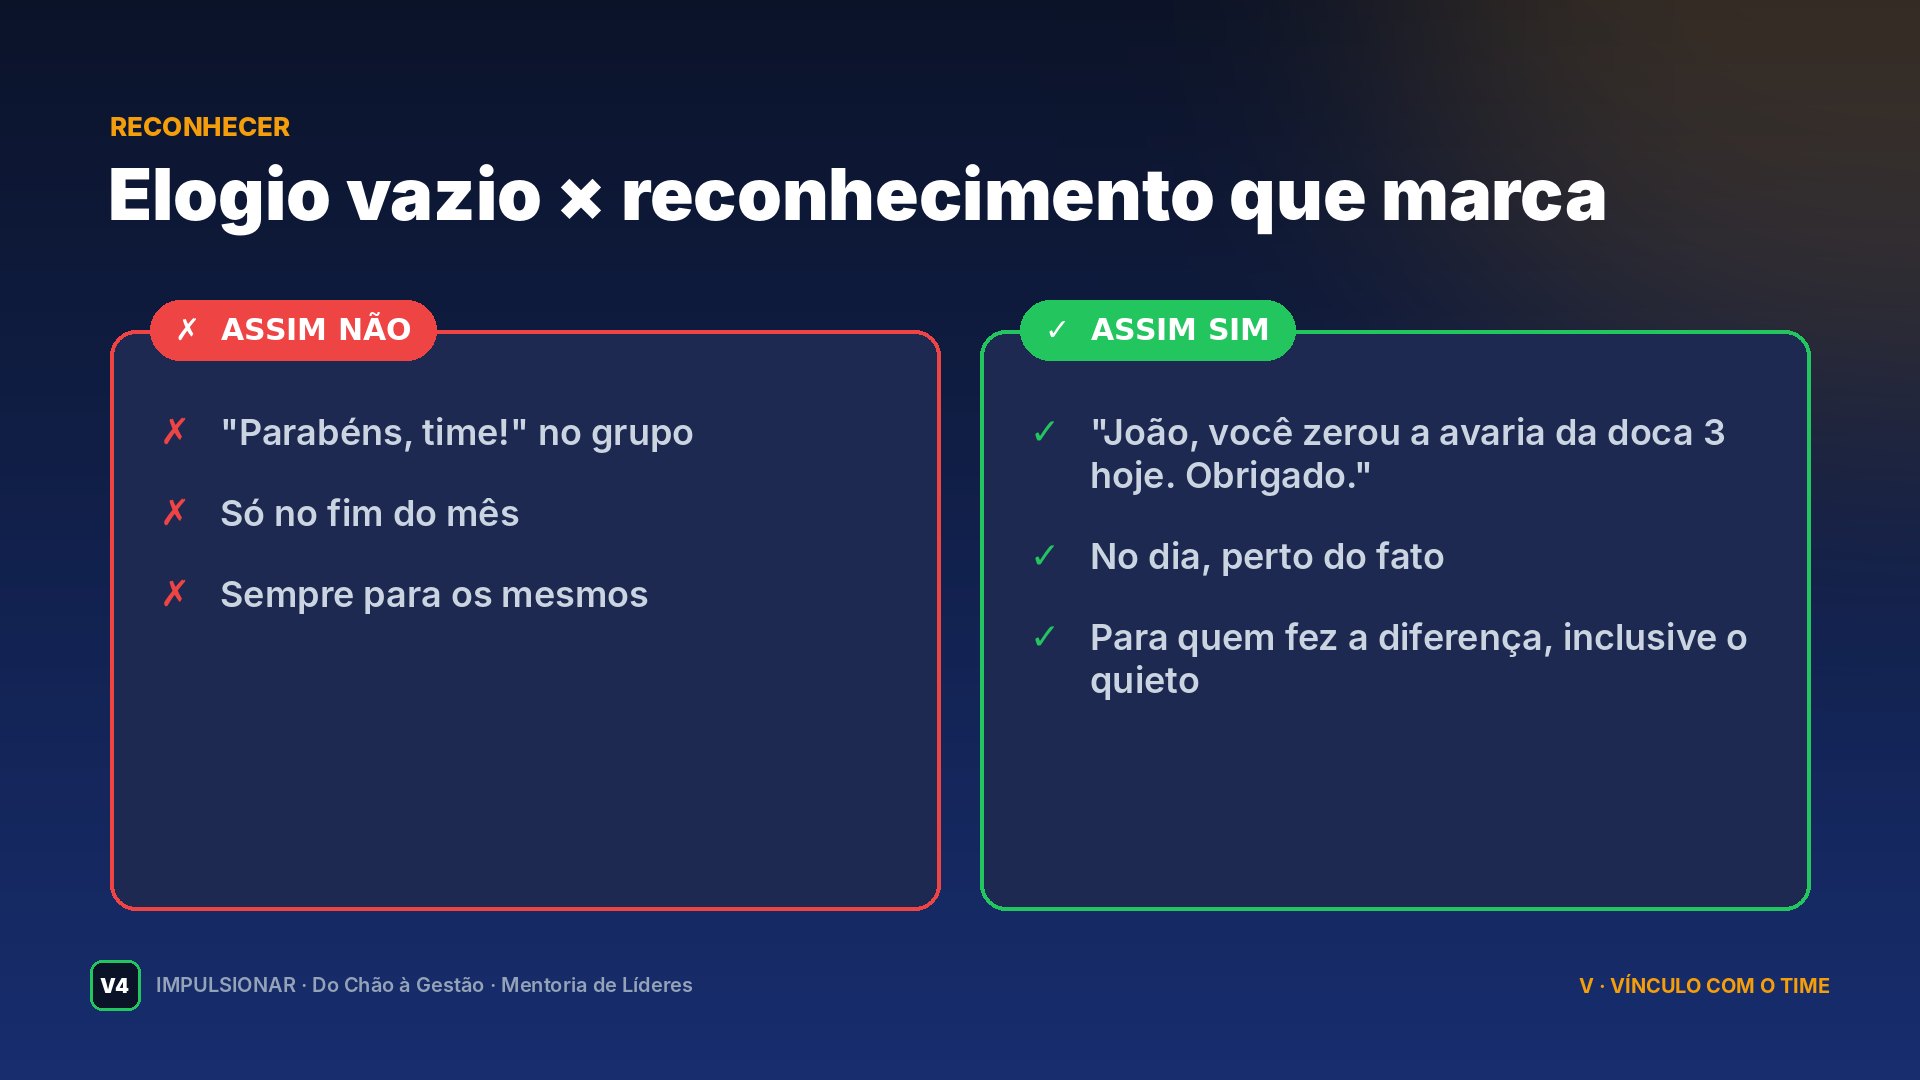 RECONHECER
Elogio vazio × reconhecimento que marca
✗ ASSIM NÃO
✗ "Parabéns, time!" no grupo
✗ Só no fim do mês
✗ Sempre para os mesmos
✓ ASSIM SIM
✓ "João, você zerou a avaria da doca 3
hoje. Obrigado."
✓ No dia, perto do fato
✓ Para quem fez a diferença, inclusive o
quieto
V4 IMPULSIONAR · Do Chão à Gestão · Mentoria de Líderes
V · VÍNCULO COM O TIME